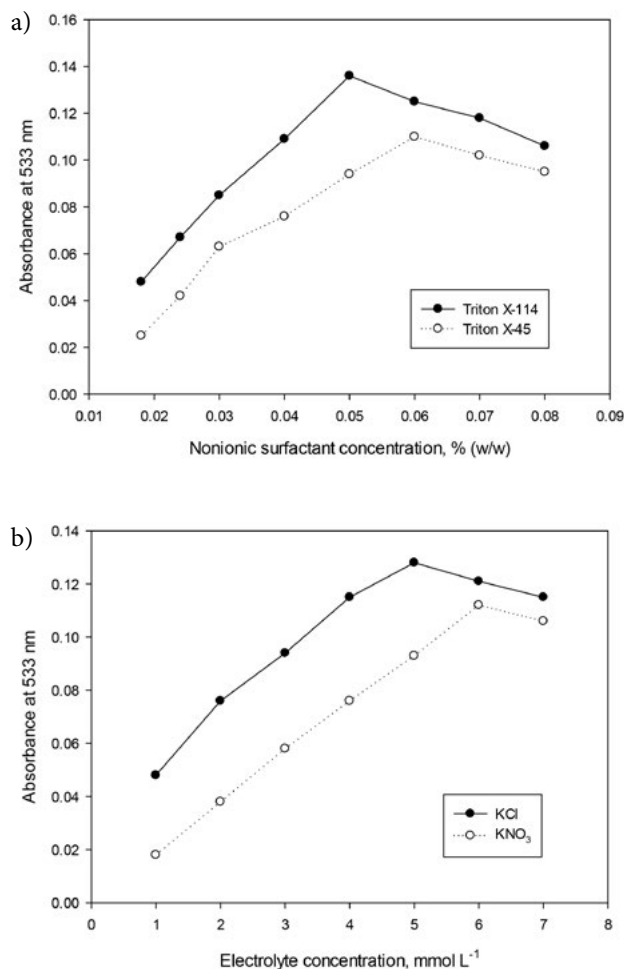 a)
0.16
0.14
0.12
0.10
0.08
0.06
0.04
0.02
0.00
Absorbance at 533 nm
Triton X-114
Triton X-45
0.01 0.02 0.03 0.04 0.05 0.06 0.07 0.08 0.09
Nonionic surfactant concentration, % (w/w)
b)
0.14
0.12
0.10
0.08
0.06
0.04
0.02
0.00
Absorbance at 533 nm
KCl
KNO₃
0 1 2 3 4 5 6 7 8
Electrolyte concentration, mmol L⁻¹